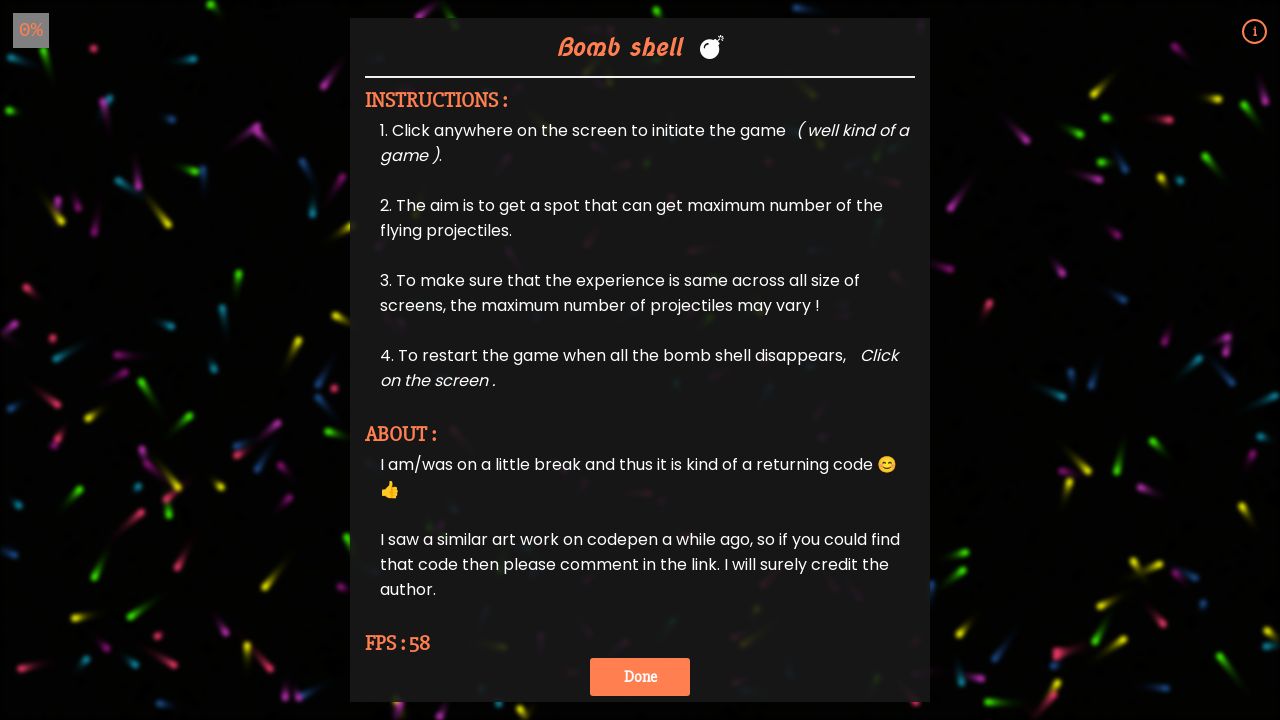 0%
i
Bomb shell 💣
INSTRUCTIONS :
1. Click anywhere on the screen to initiate the game ( well kind of a
game ).
2. The aim is to get a spot that can get maximum number of the
flying projectiles.
3. To make sure that the experience is same across all size of
screens, the maximum number of projectiles may vary !
4. To restart the game when all the bomb shell disappears, Click
on the screen .
ABOUT :
I am/was on a little break and thus it is kind of a returning code 😊
👍
I saw a similar art work on codepen a while ago, so if you could find
that code then please comment in the link. I will surely credit the
author.
FPS : 58
Done